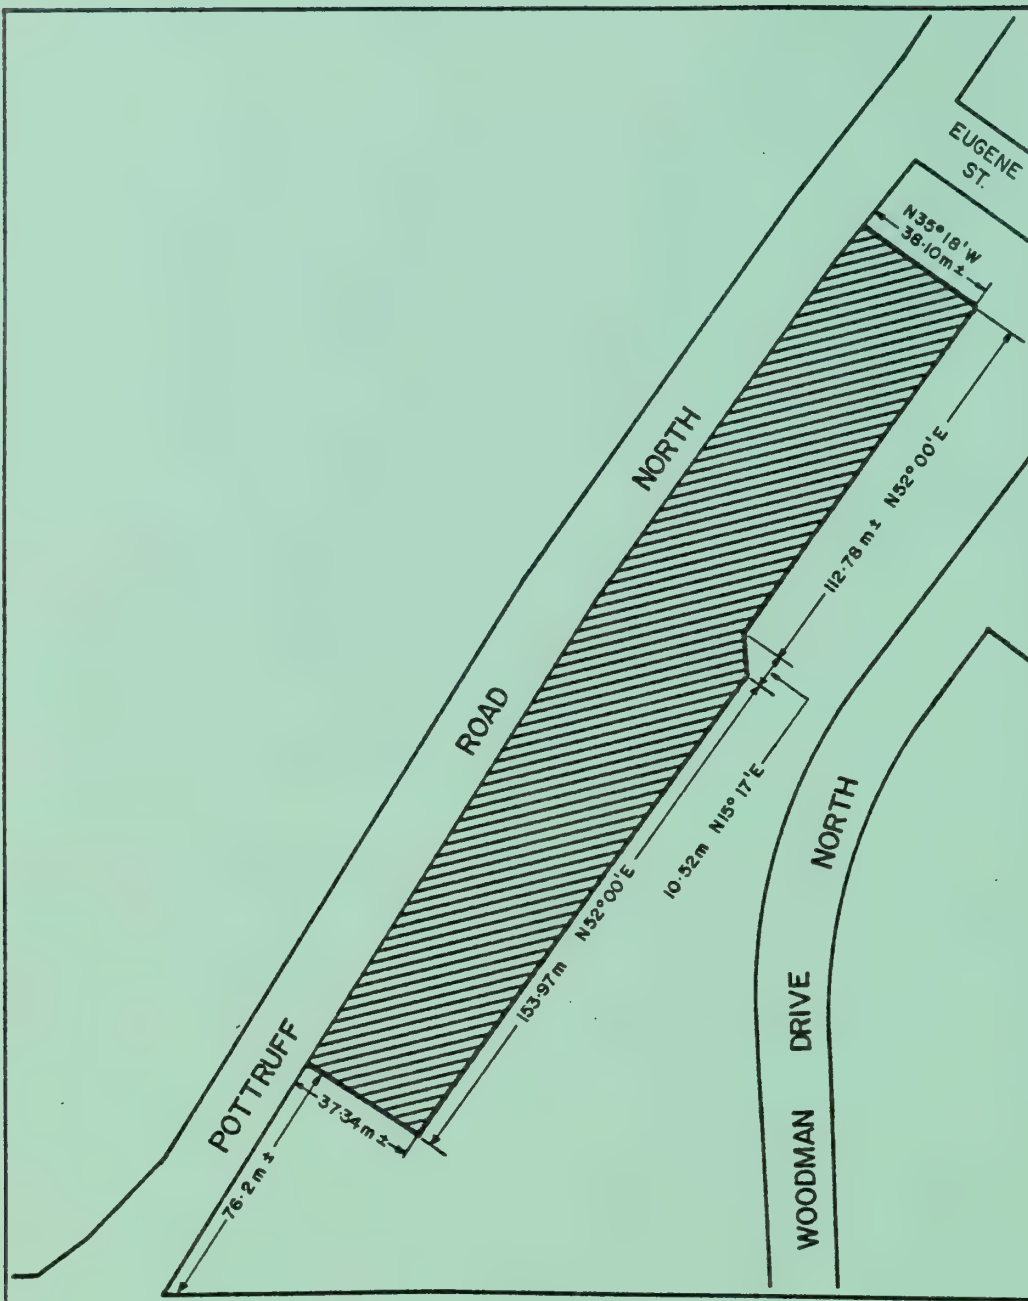 EUGENE
ST.
N35°18'W
38·10m±
NORTH
112·78 m± N52°00'E
ROAD
10·52m N15°17'E
NORTH
153·97m N52°00'E
DRIVE
POTTRUFF
37·34m±
76·2m±
WOODMAN